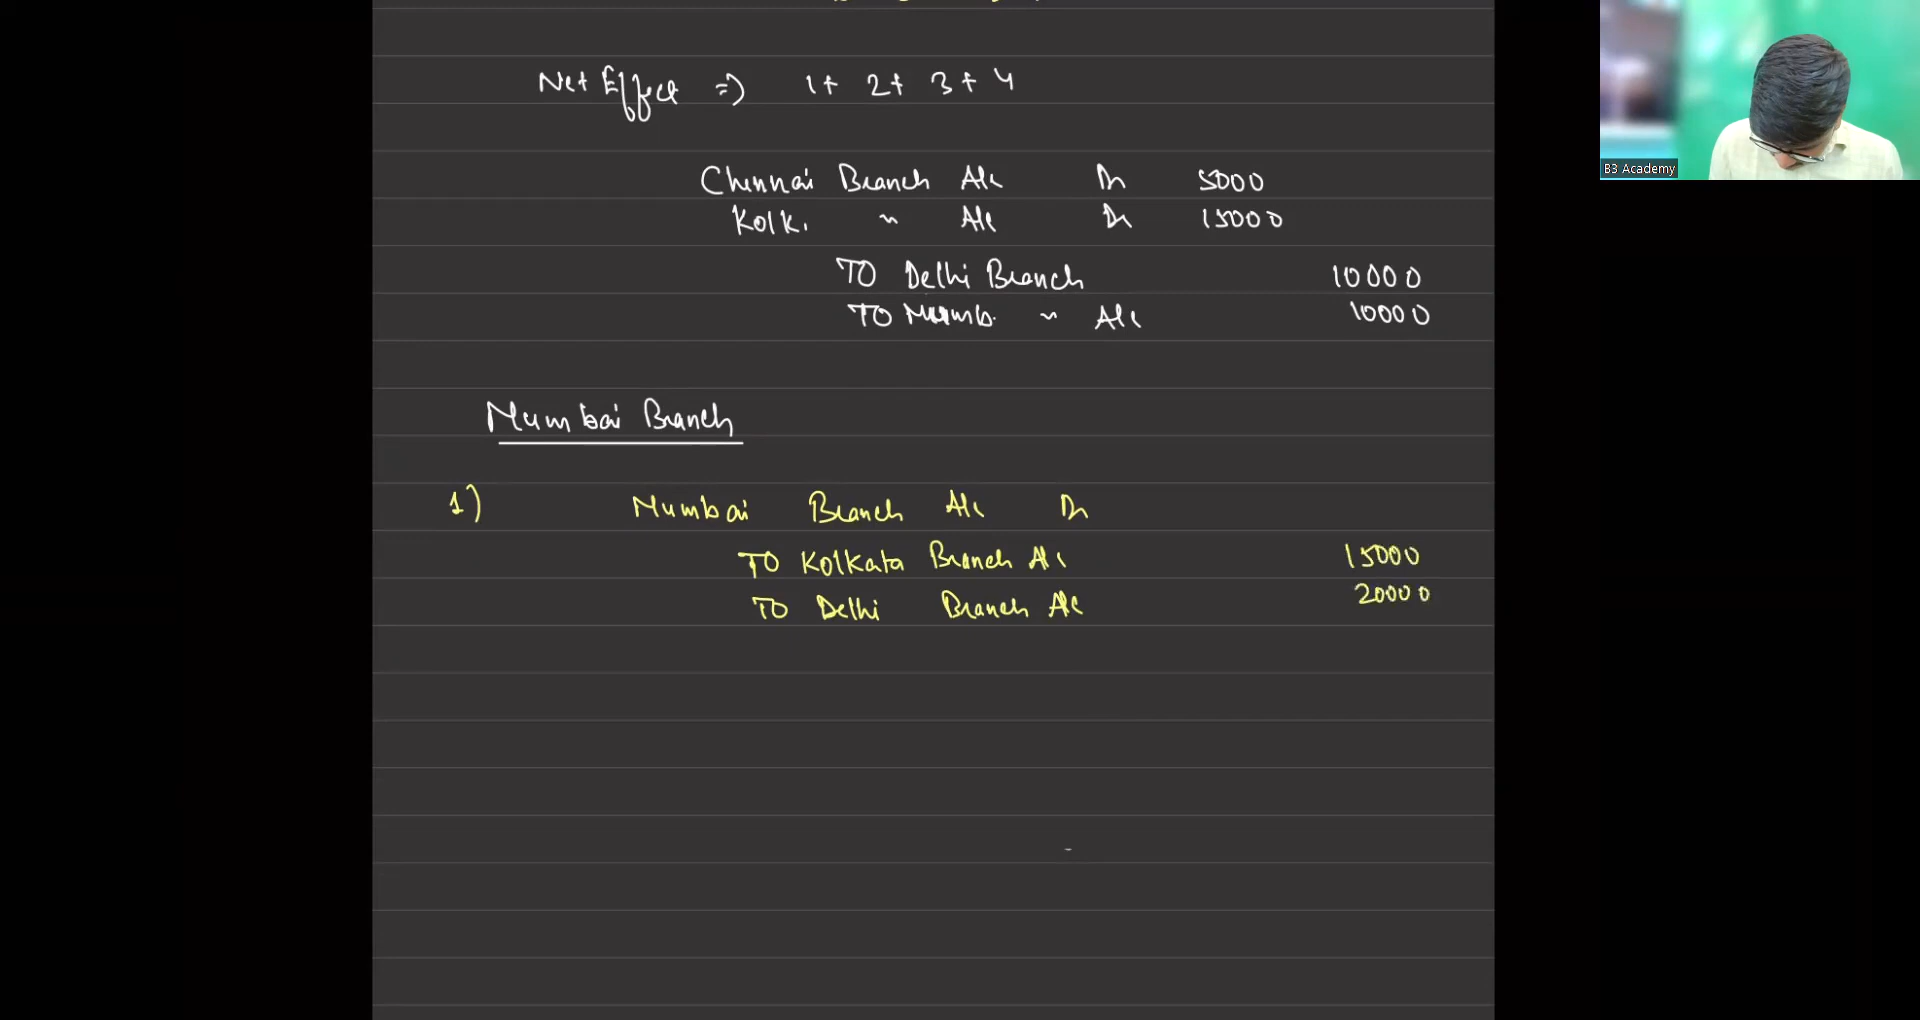 Net Effect => 1+ 2+ 3+ 4
Chennai Branch A/c Dr 5000
Kolk. " A/c Dr 15000
TO Delhi Branch 10000
TO Mumb. " A/c 10000
Mumbai Branch
1) Mumbai Branch A/c Dr
TO Kolkata Branch A/c 15000
TO Delhi Branch A/c 20000
B3 Academy